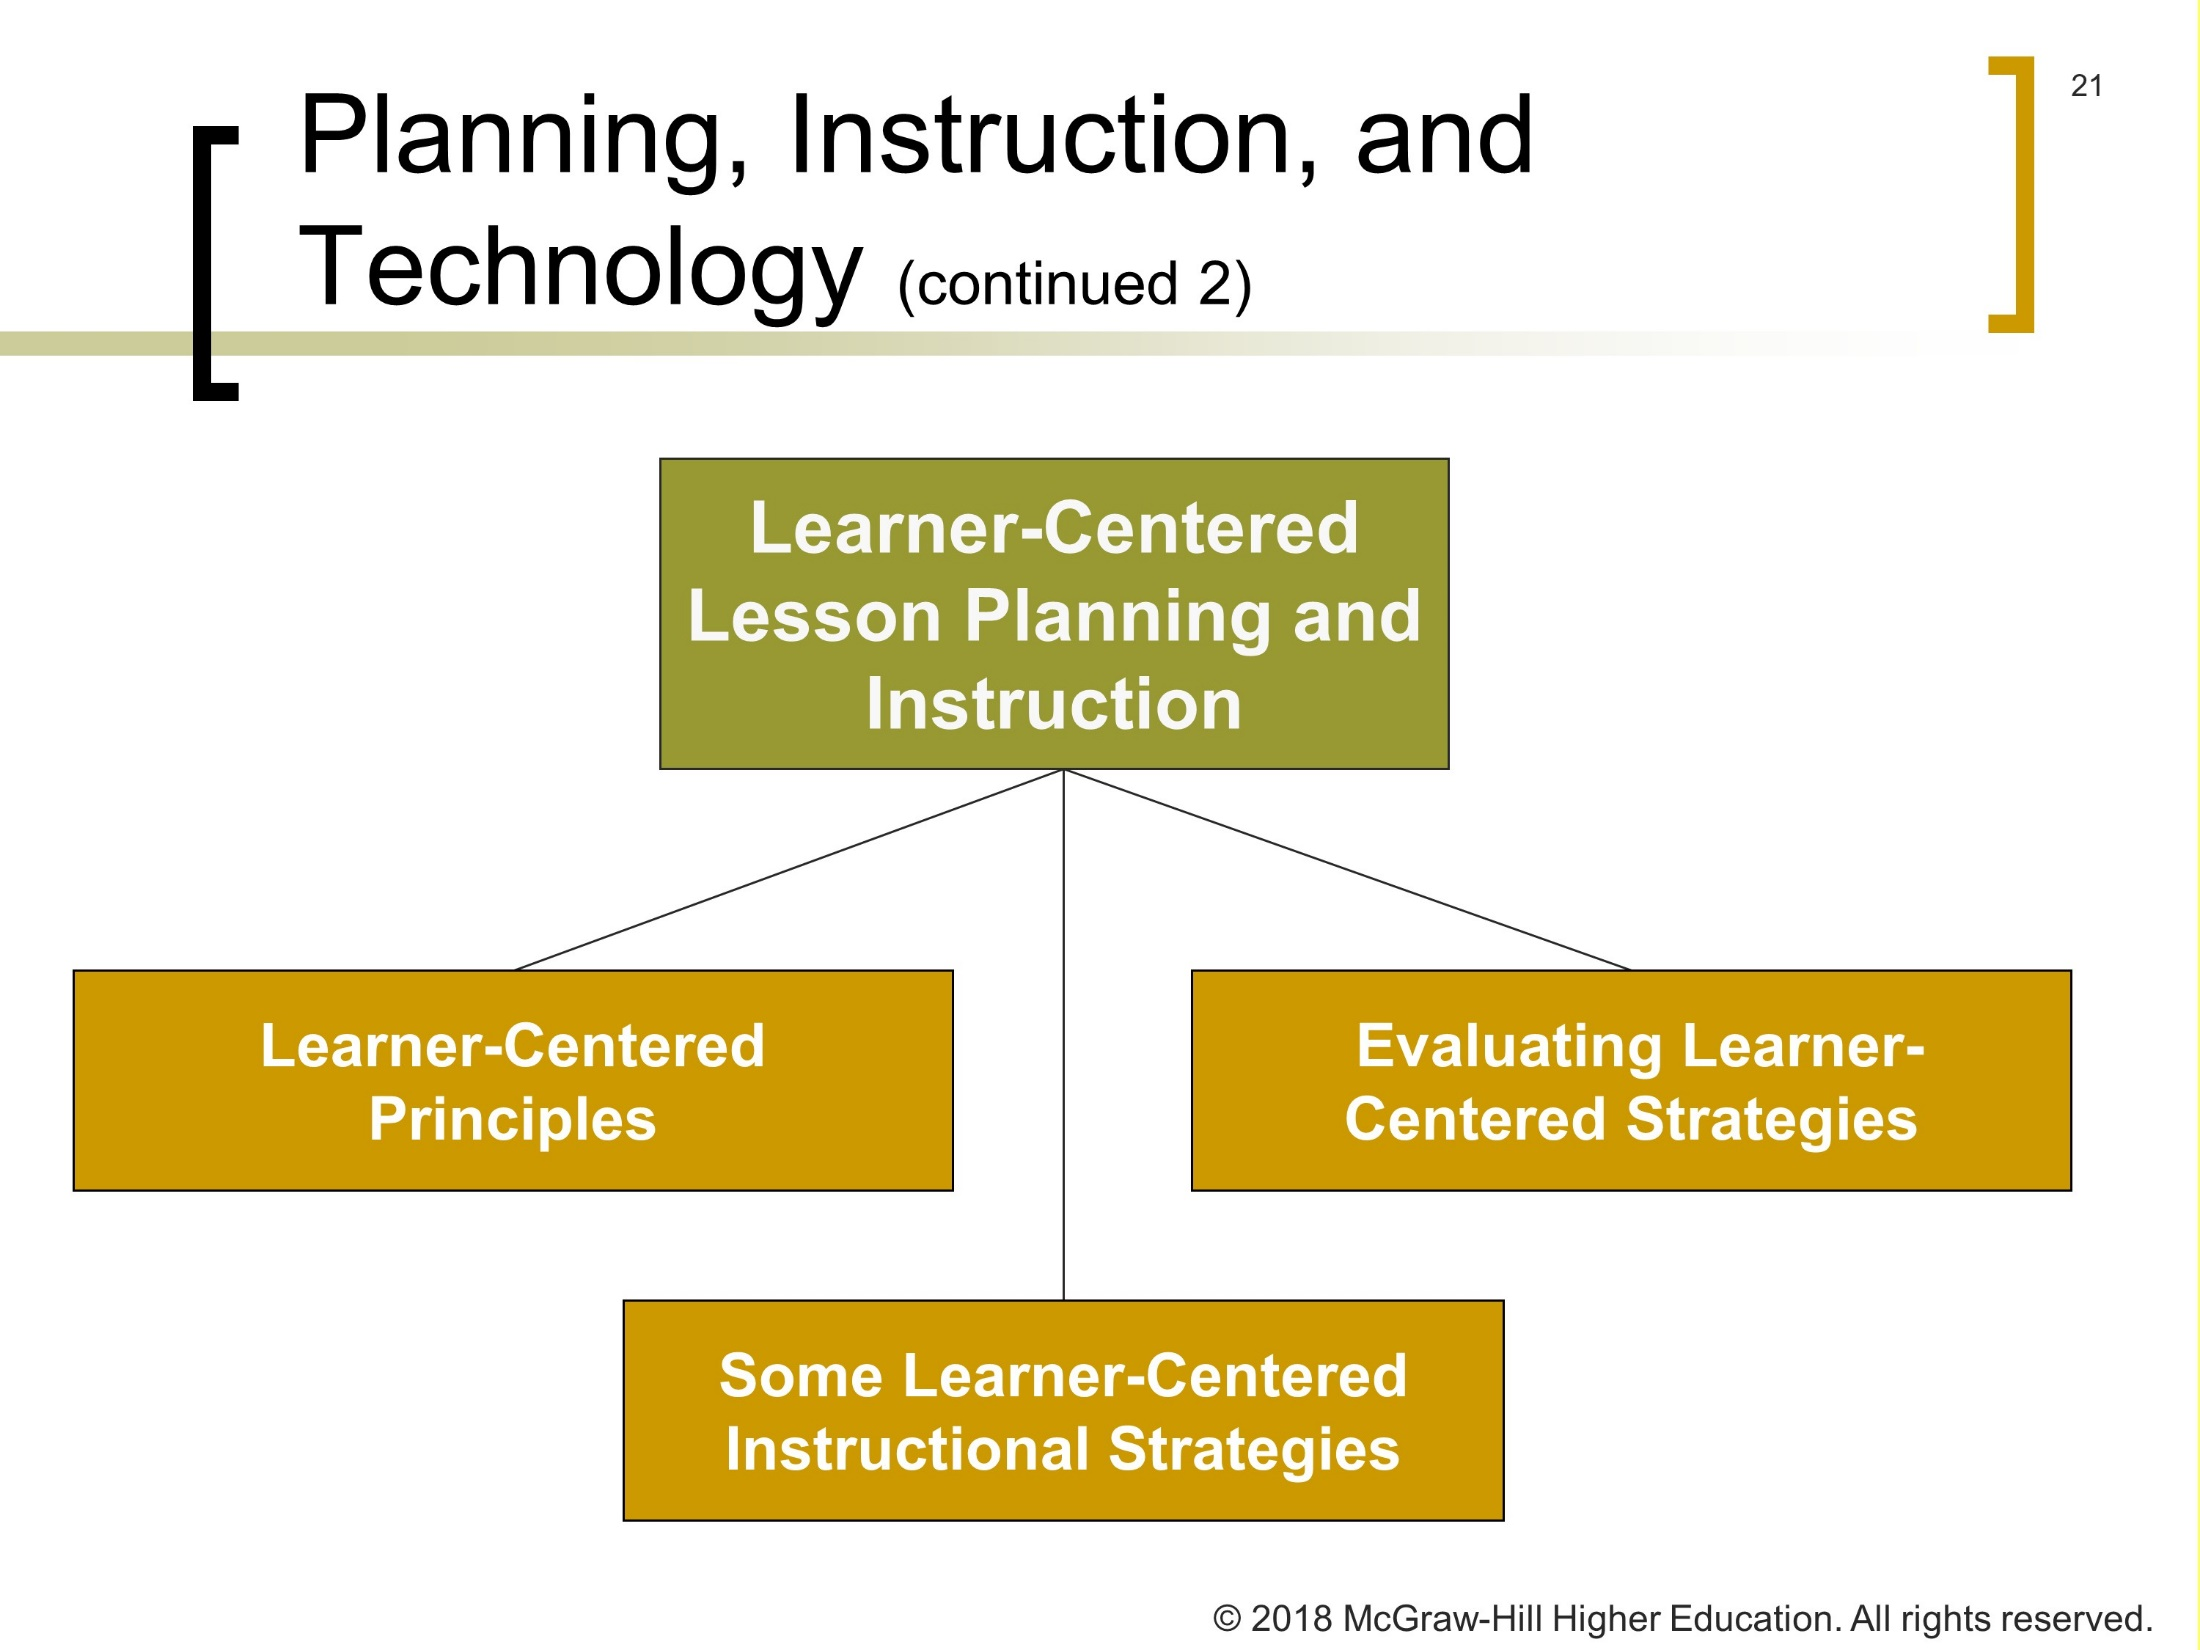 21
Planning, Instruction, and
Technology (continued 2)
Learner-Centered
Lesson Planning and
Instruction
Learner-Centered
Principles
Evaluating Learner-
Centered Strategies
Some Learner-Centered
Instructional Strategies
© 2018 McGraw-Hill Higher Education. All rights reserved.